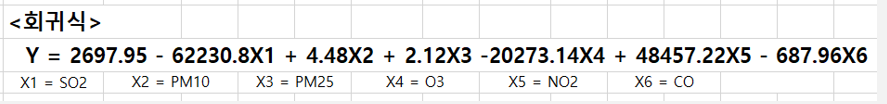 <회귀식>
Y = 2697.95 - 62230.8X1 + 4.48X2 + 2.12X3 -20273.14X4 + 48457.22X5 - 687.96X6
X1 = SO2 X2 = PM10 X3 = PM25 X4 = O3 X5 = NO2 X6 = CO